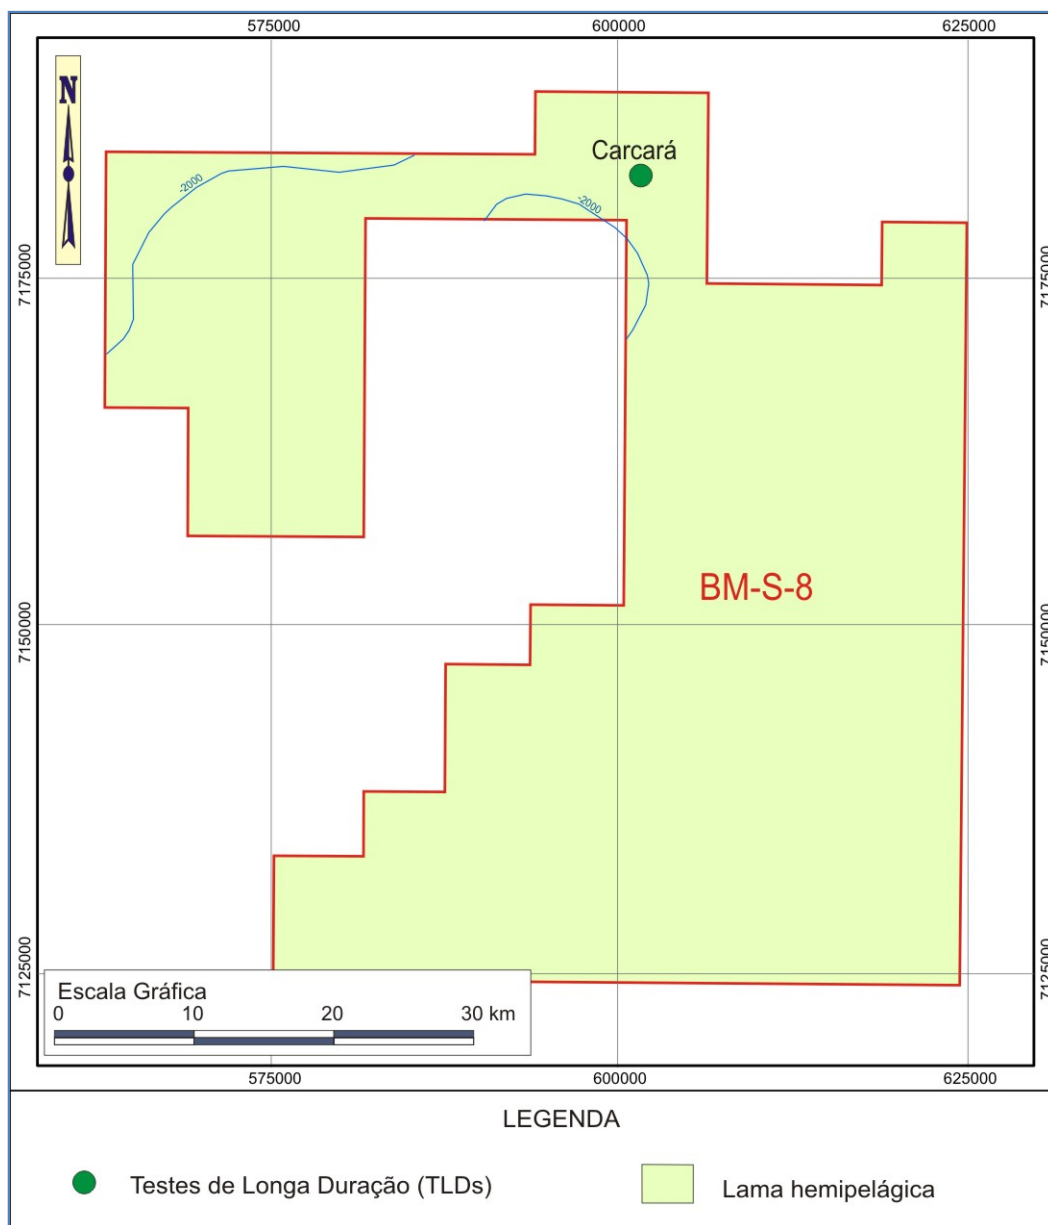 575000 600000 625000
N
Carcará
-2000
-2000
7175000 7175000
BM-S-8
7150000 7150000
7125000 7125000
Escala Gráfica
0 10 20 30 km
575000 600000 625000
LEGENDA
Testes de Longa Duração (TLDs) Lama hemipelágica